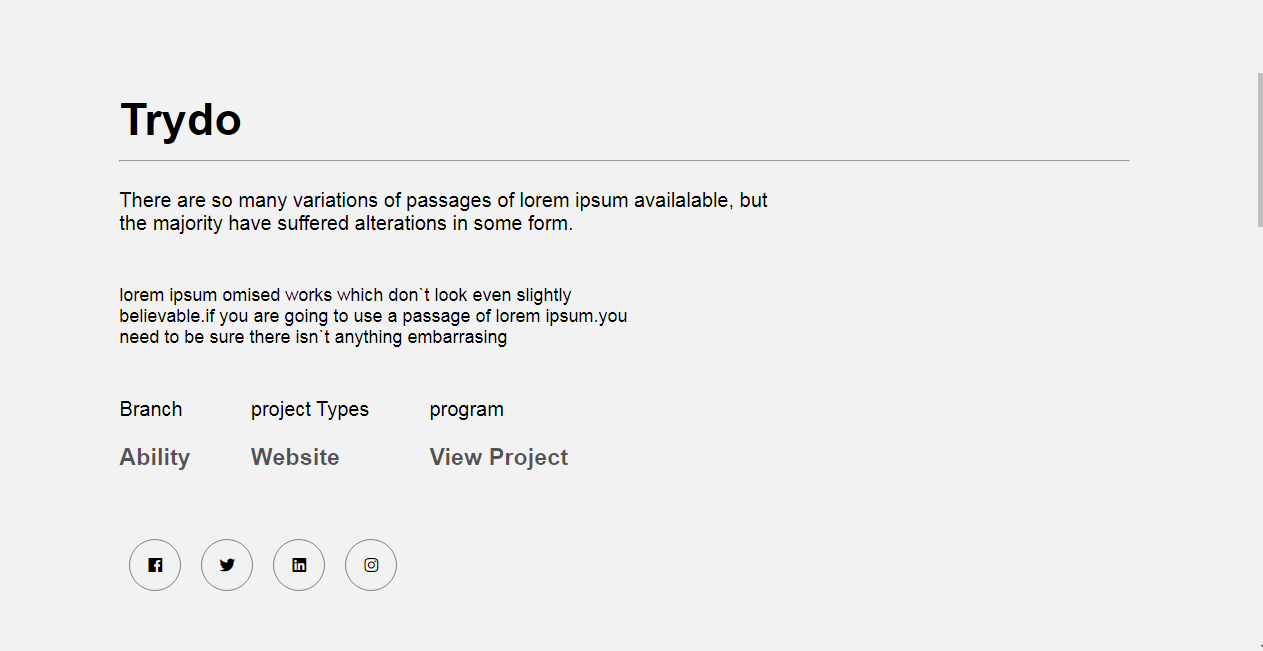 Trydo
There are so many variations of passages of lorem ipsum availalable, but
the majority have suffered alterations in some form.
lorem ipsum omised works which don`t look even slightly
believable.if you are going to use a passage of lorem ipsum.you
need to be sure there isn`t anything embarrasing
Branch project Types program
Ability Website View Project